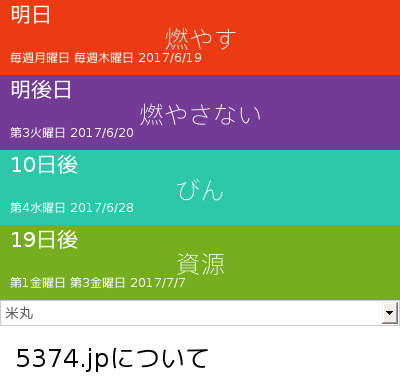 明日
燃やす
毎週月曜日 毎週木曜日 2017/6/19
明後日
燃やさない
第3火曜日 2017/6/20
10日後
びん
第4水曜日 2017/6/28
19日後
資源
第1金曜日 第3金曜日 2017/7/7
米丸
5374.jpについて